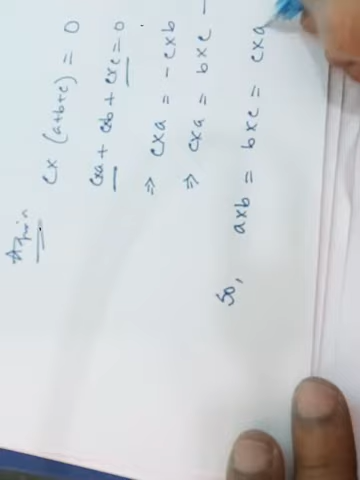 Again
c× (a+b+c) = 0
c×a + c×b + c×c = 0
⇒ c×a = - c×b
⇒ c×a = b×c -
So, a×b = b×c = c×a